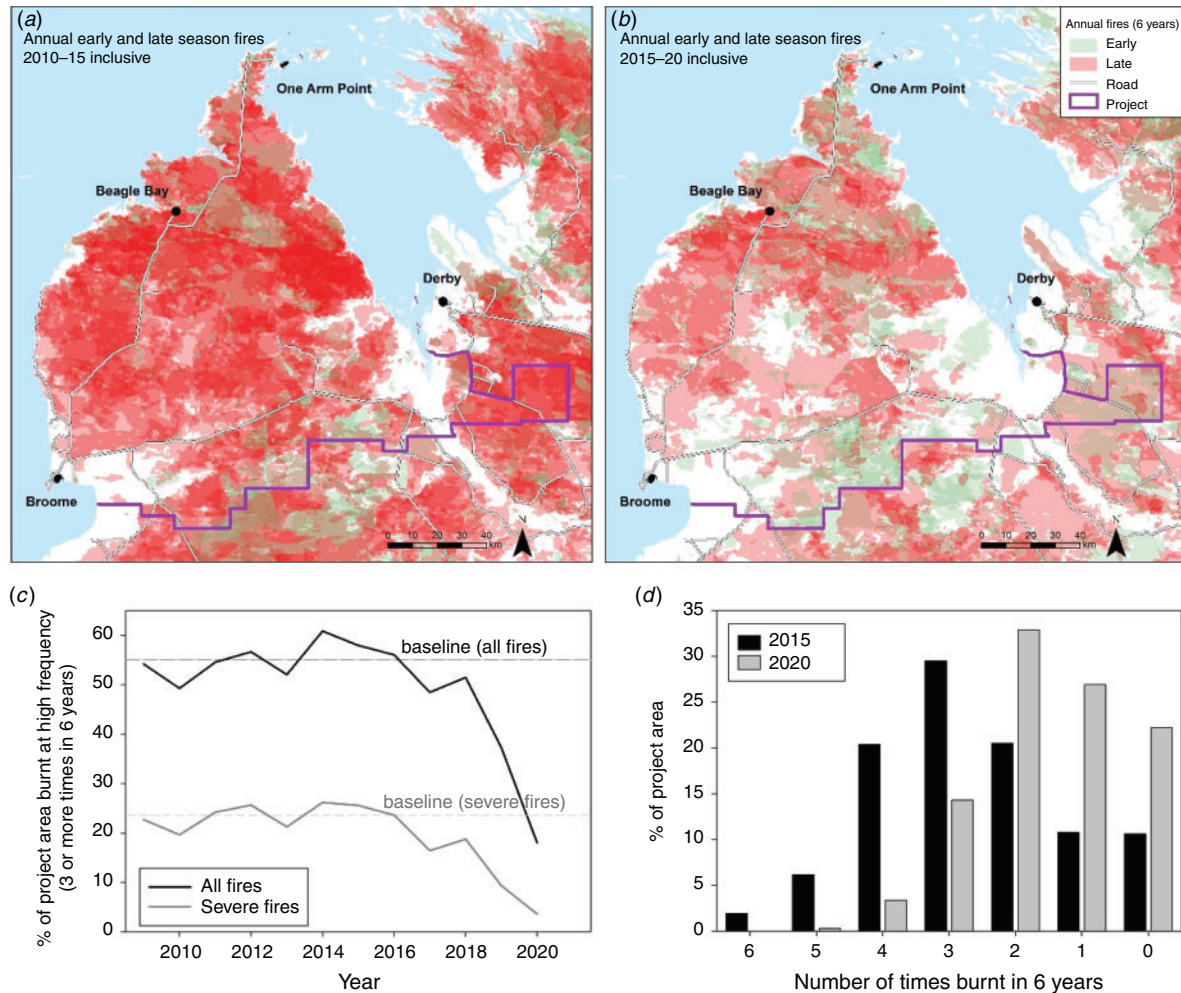 (a)
Annual early and late season fires
2010–15 inclusive
One Arm Point
Beagle Bay
Derby
Broome
N
0 10 20 30 40
km
(b)
Annual early and late season fires
2015–20 inclusive
Annual fires (6 years)
Early
Late
Road
Project
One Arm Point
Beagle Bay
Derby
Broome
0 10 20 30 40
km
(c)
% of project area burnt at high frequency
(3 or more times in 6 years)
60
50
40
30
20
10
0
baseline (all fires)
baseline (severe fires)
All fires
Severe fires
2010 2012 2014 2016 2018 2020
Year
(d)
% of project area
35
30
25
20
15
10
5
0
2015
2020
6 5 4 3 2 1 0
Number of times burnt in 6 years